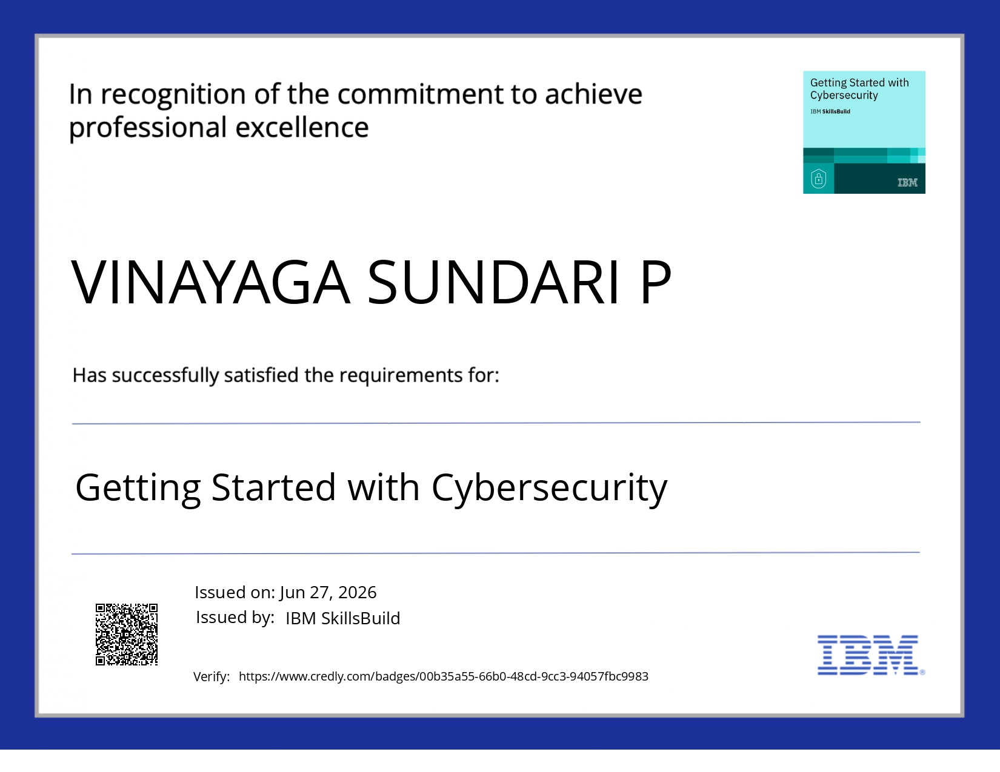 In recognition of the commitment to achieve
professional excellence
Getting Started with
Cybersecurity
IBM SkillsBuild
IBM
VINAYAGA SUNDARI P
Has successfully satisfied the requirements for:
Getting Started with Cybersecurity
Issued on: Jun 27, 2026
Issued by: IBM SkillsBuild
Verify: https://www.credly.com/badges/00b35a55-66b0-48cd-9cc3-94057fbc9983
IBM®